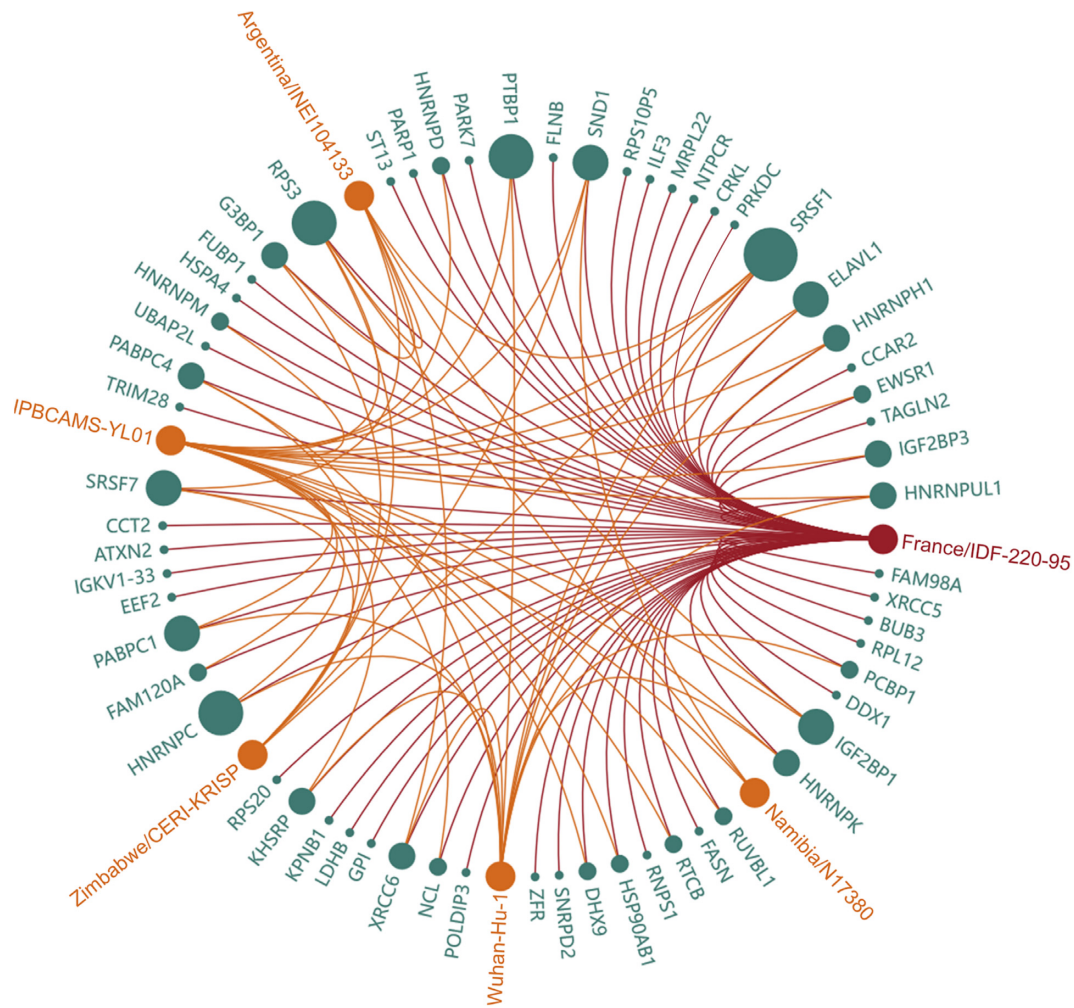 Argentina/INEI104133
ST13
PARP1
HNRNPD
PARK7
PTBP1
FLNB
SND1
RPS10P5
ILF3
MRPL22
NTPCR
CRKL
PRKDC
SRSF1
ELAVL1
HNRNPH1
CCAR2
EWSR1
TAGLN2
IGF2BP3
HNRNPUL1
France/IDF-220-95
FAM98A
XRCC5
BUB3
RPL12
PCBP1
DDX1
IGF2BP1
HNRNPK
Namibia/N17380
RUVBL1
FASN
RTCB
RNPS1
HSP90AB1
DHX9
SNRPD2
ZFR
Wuhan-Hu-1
POLDIP3
NCL
XRCC6
GPI
LDHB
KPNB1
KHSRP
RPS20
Zimbabwe/CERI-KRISP
HNRNPC
FAM120A
PABPC1
EEF2
IGKV1-33
ATXN2
CCT2
SRSF7
IPBCAMS-YL01
TRIM28
PABPC4
UBAP2L
HNRNPM
HSPA4
FUBP1
G3BP1
RPS3